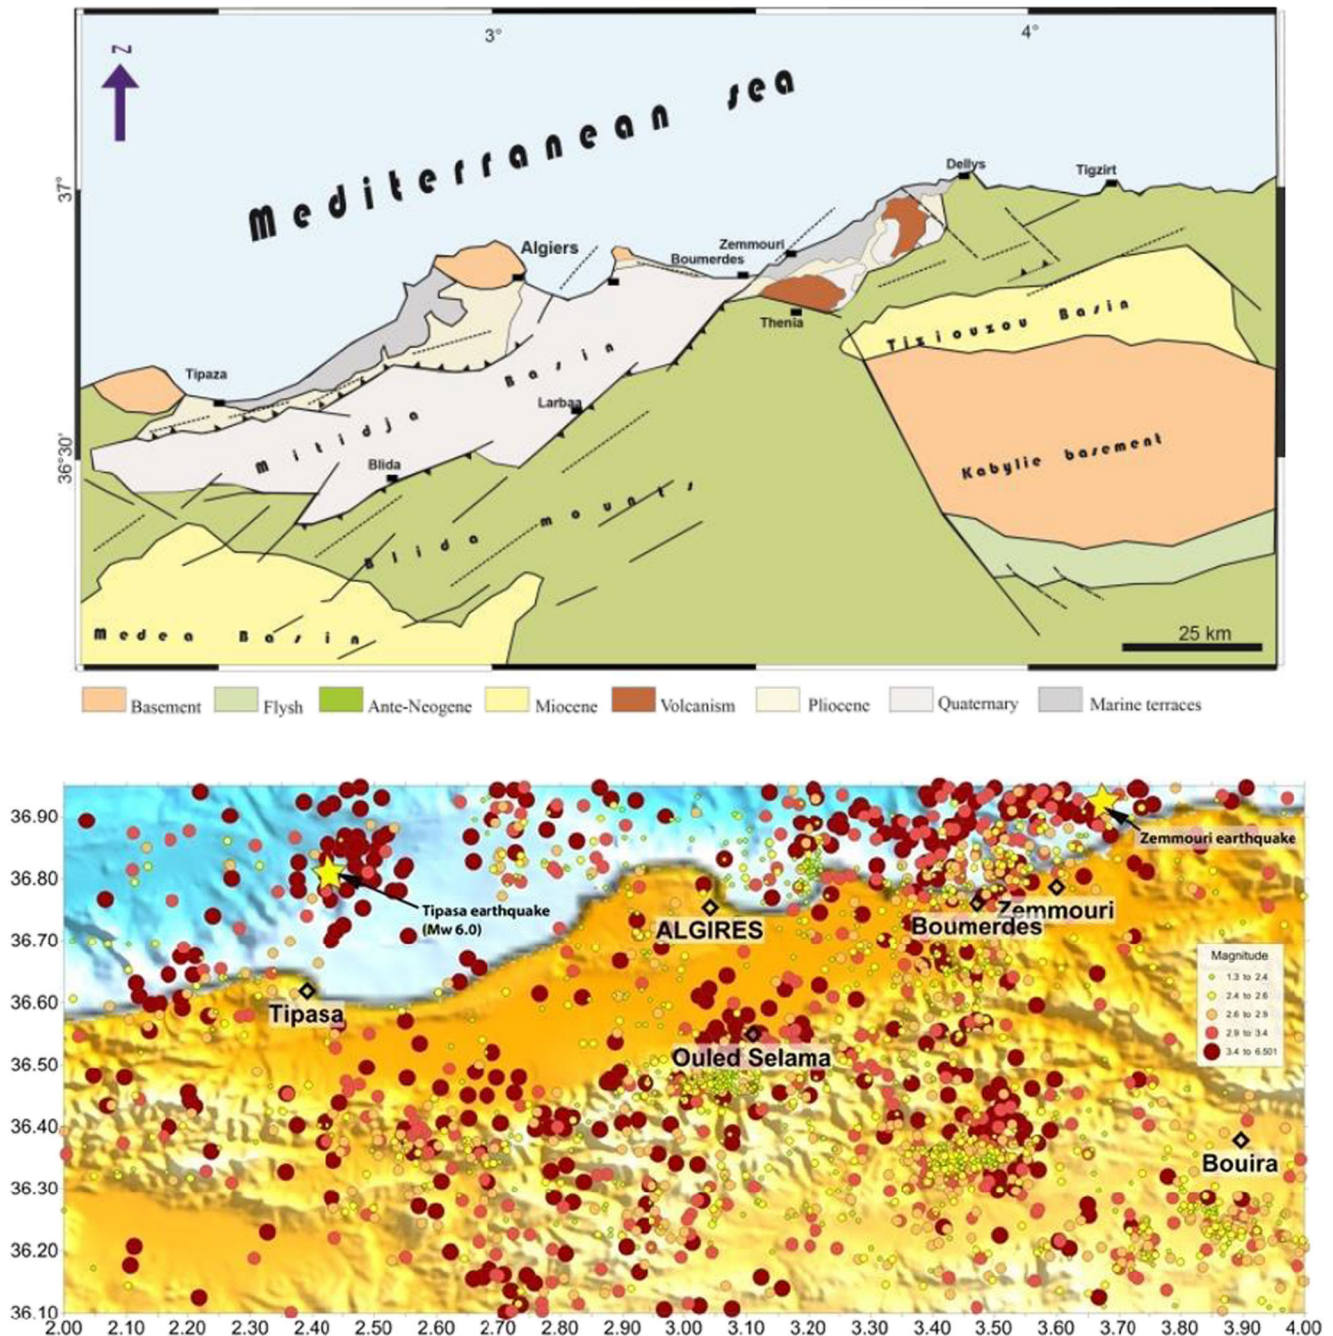 3°
4°
N
Mediterranean sea
37°
Dellys
Tigzirt
Algiers
Zemmouri
Boumerdes
Thenia
Tiziouzou Basin
Tipaza
Mitidja Basin
Larbaa
36°30'
Blida
Kabylie basement
Blida mounts
Medea Basin
25 km
Basement
Flysh
Ante-Neogene
Miocene
Volcanism
Pliocene
Quaternary
Marine terraces
36.90
36.80
36.70
36.60
36.50
36.40
36.30
36.20
36.10
Zemmouri earthquake
Tipasa earthquake
(Mw 6.0)
ALGIRES
Zemmouri
Boumerdes
Tipasa
Ouled Selama
Bouira
Magnitude
1.3 to 2.4
2.4 to 2.6
2.6 to 2.9
2.9 to 3.4
3.4 to 6.501
2.00 2.10 2.20 2.30 2.40 2.50 2.60 2.70 2.80 2.90 3.00 3.10 3.20 3.30 3.40 3.50 3.60 3.70 3.80 3.90 4.00